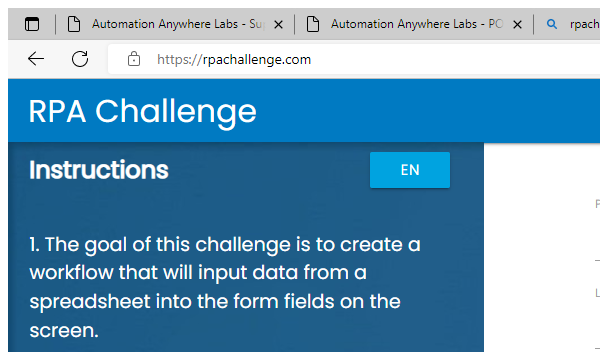 Automation Anywhere Labs - Su
Automation Anywhere Labs - PO
rpach
https://rpachallenge.com
RPA Challenge
Instructions
EN
1. The goal of this challenge is to create a
workflow that will input data from a
spreadsheet into the form fields on the
screen.